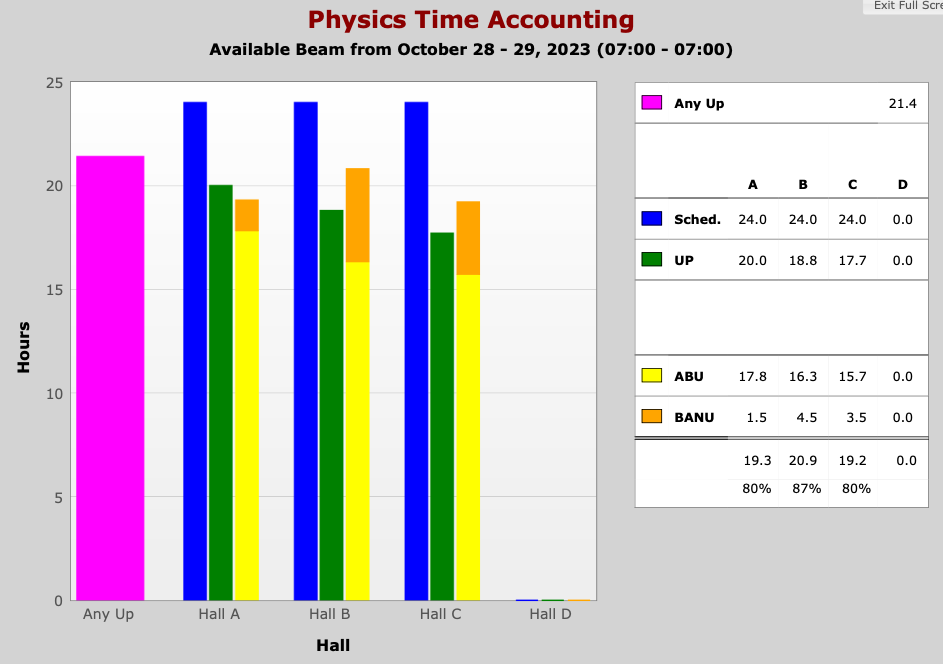 Exit Full Scre
Physics Time Accounting
Available Beam from October 28 - 29, 2023 (07:00 - 07:00)
25
20
15
10
5
0
Hours
Any Up
Hall A
Hall B
Hall C
Hall D
Hall
Any Up 21.4
A B C D
Sched. 24.0 24.0 24.0 0.0
UP 20.0 18.8 17.7 0.0
ABU 17.8 16.3 15.7 0.0
BANU 1.5 4.5 3.5 0.0
19.3 20.9 19.2 0.0
80% 87% 80%